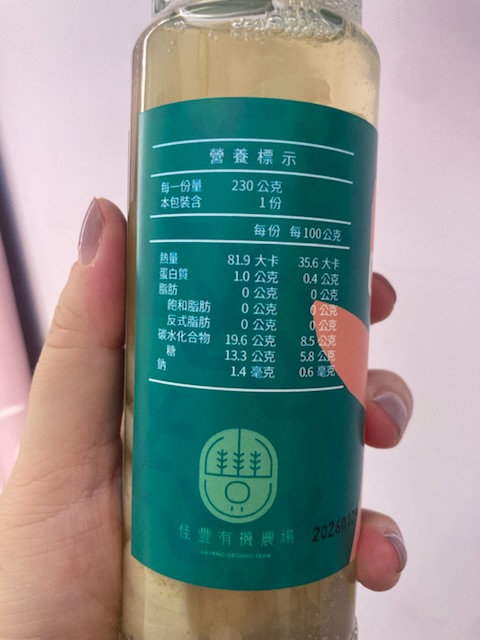 營養標示
每一份量 230 公克
本包裝含 1 份
每份 每100公克
熱量 81.9 大卡 35.6 大卡
蛋白質 1.0 公克 0.4 公克
脂肪 0 公克 0 公克
飽和脂肪 0 公克 0 公克
反式脂肪 0 公克 0 公克
碳水化合物 19.6 公克 8.5 公克
糖 13.3 公克 5.8 公克
鈉 1.4 毫克 0.6 毫克
佳豐有機農場
ORGANIC FARM